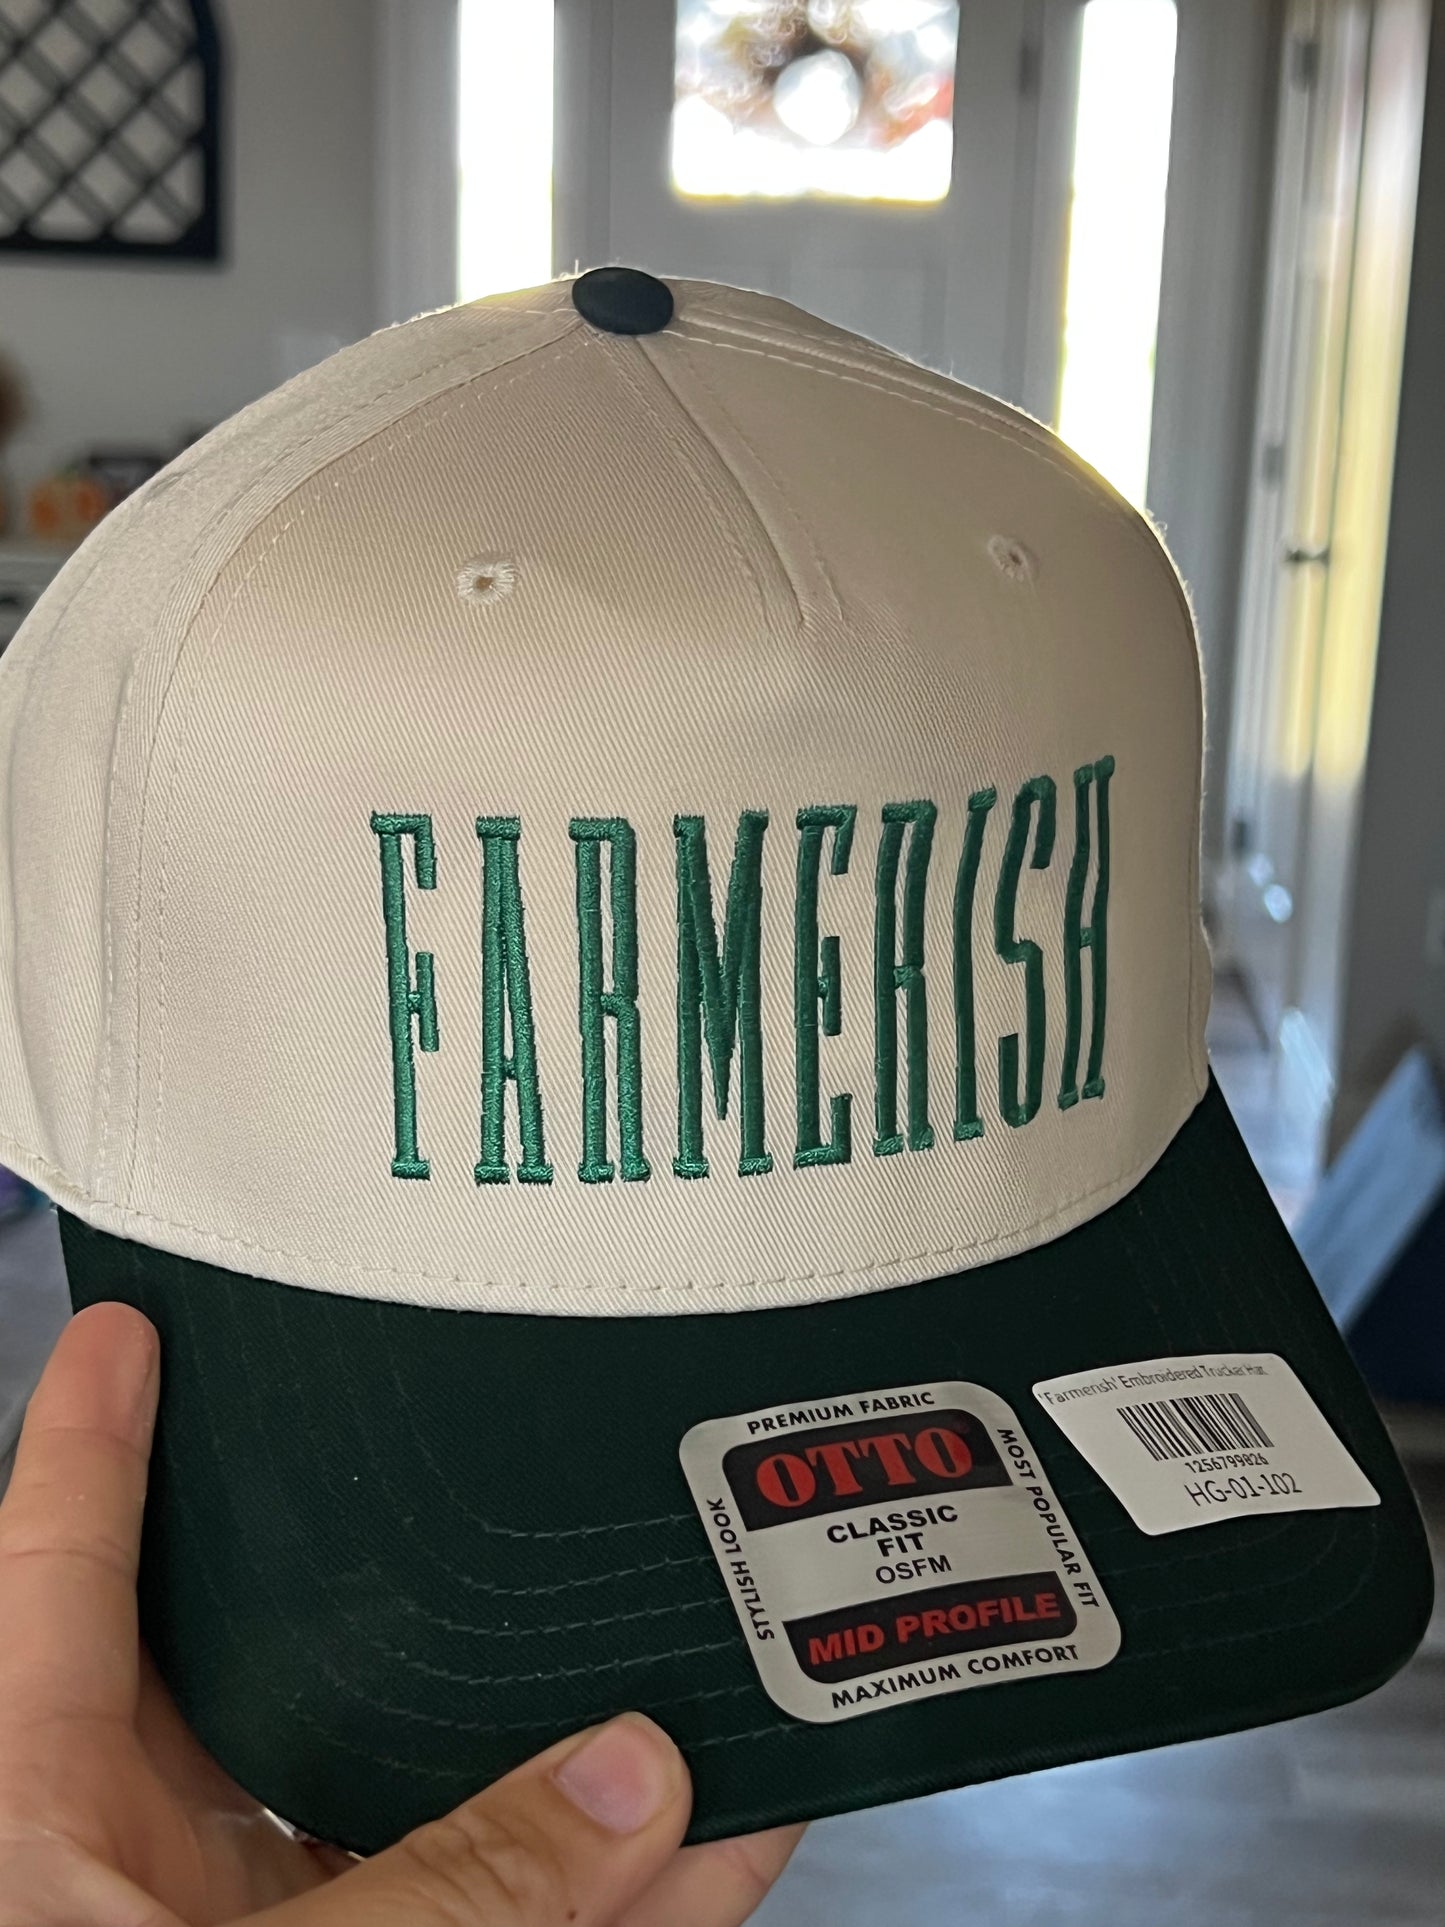 FARMERISH
PREMIUM FABRIC
OTTO
CLASSIC
FIT
OSFM
MID PROFILE
MAXIMUM COMFORT
STYLISH LOOK
MOST POPULAR FIT
'Farmerish' Embroidered Trucker Hat
1256799826
HG-01-102